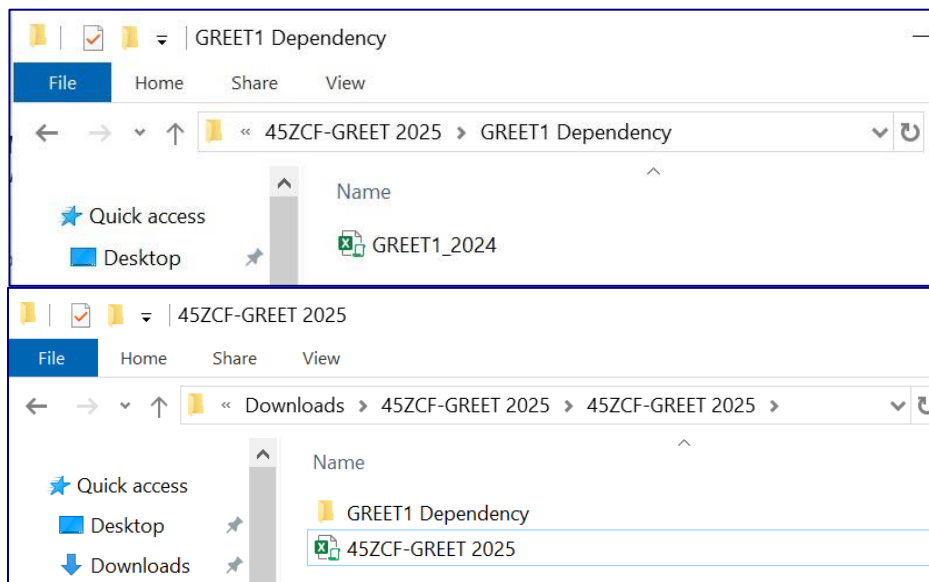 GREET1 Dependency
File Home Share View
« 45ZCF-GREET 2025 > GREET1 Dependency
Name
Quick access
GREET1_2024
Desktop
45ZCF-GREET 2025
File Home Share View
« Downloads > 45ZCF-GREET 2025 > 45ZCF-GREET 2025 >
Name
Quick access
GREET1 Dependency
Desktop
45ZCF-GREET 2025
Downloads